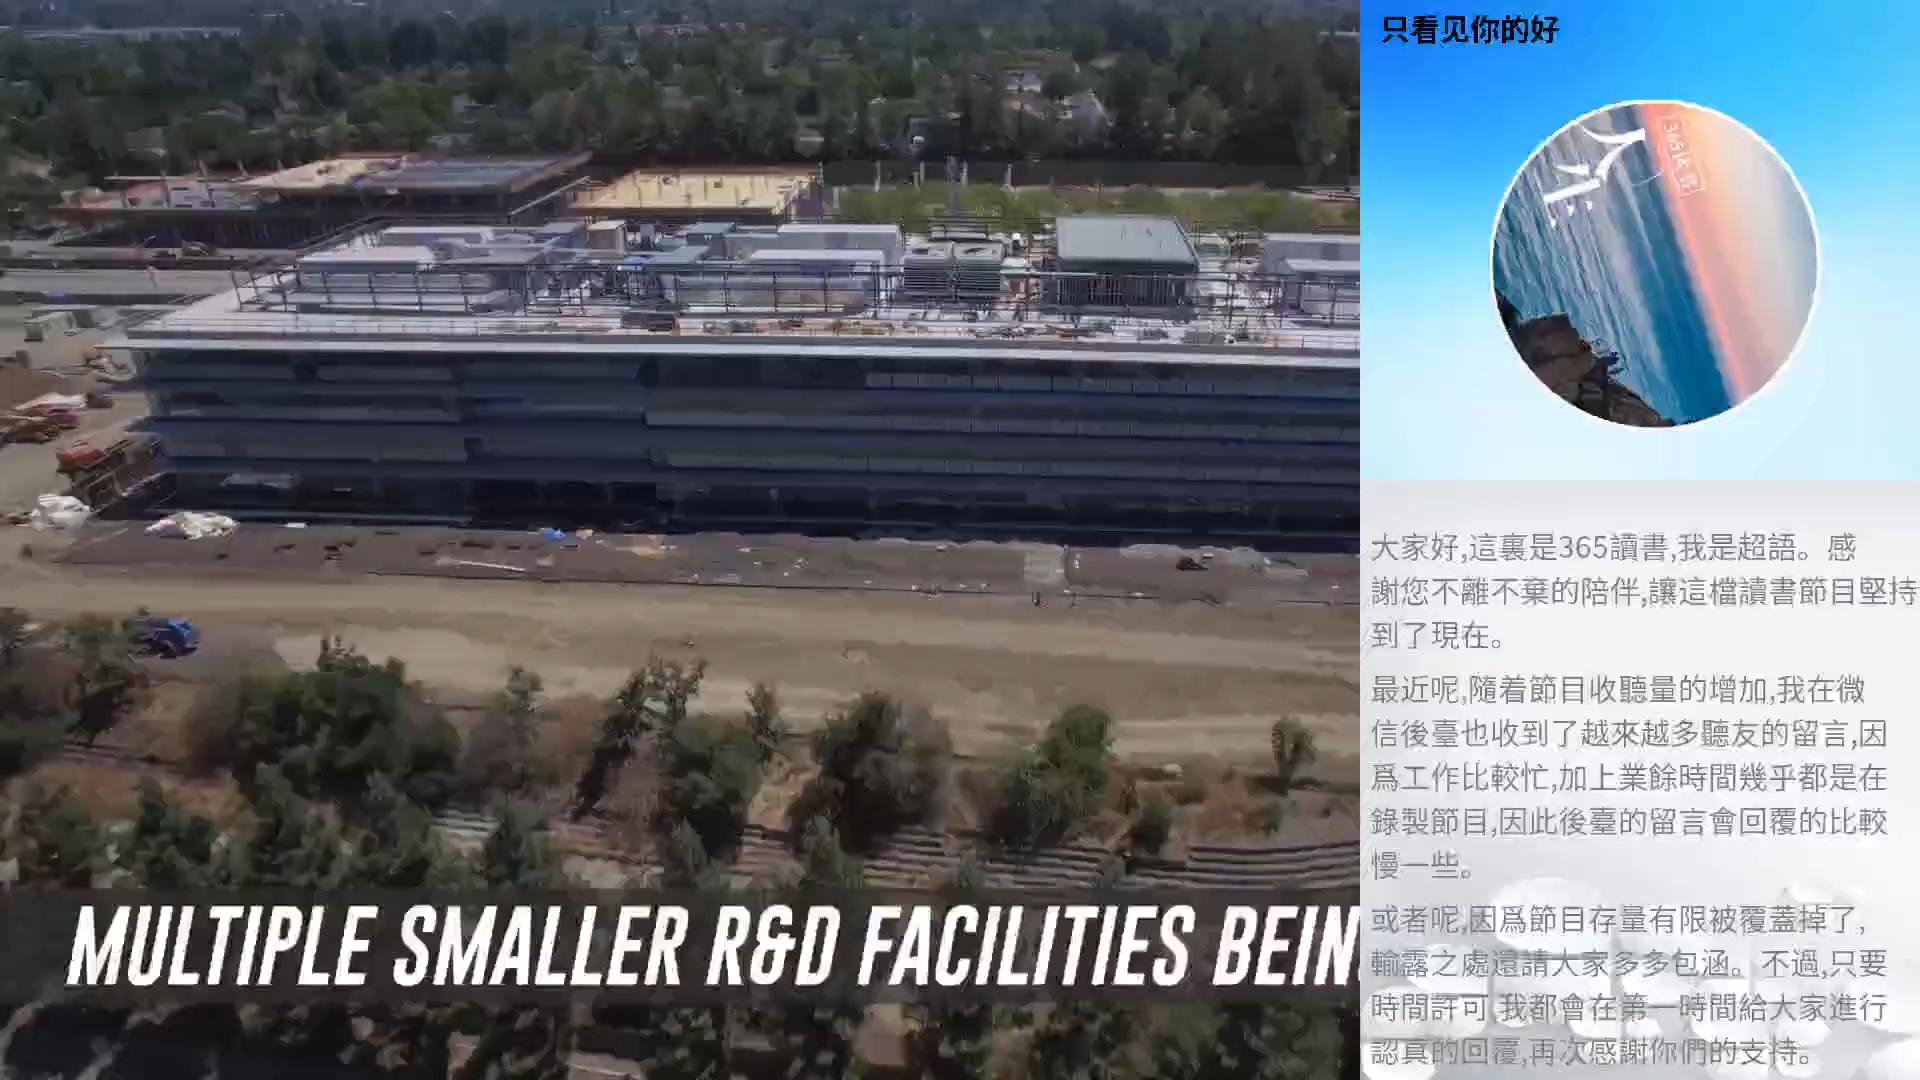 只看见你的好
MULTIPLE SMALLER R&D FACILITIES BEIN
大家好,這裏是365讀書,我是超語。感
謝您不離不棄的陪伴,讓這檔讀書節目堅持
到了現在。
最近呢,隨着節目收聽量的增加,我在微
信後臺也收到了越來越多聽友的留言,因
爲工作比較忙,加上業餘時間幾乎都是在
錄製節目,因此後臺的留言會回覆的比較
慢一些。
或者呢,因爲節目存量有限被覆蓋掉了,
輸露之處還請大家多多包涵。不過,只要
時間許可,我都會在第一時間給大家進行
認真的回覆,再次感謝你們的支持。